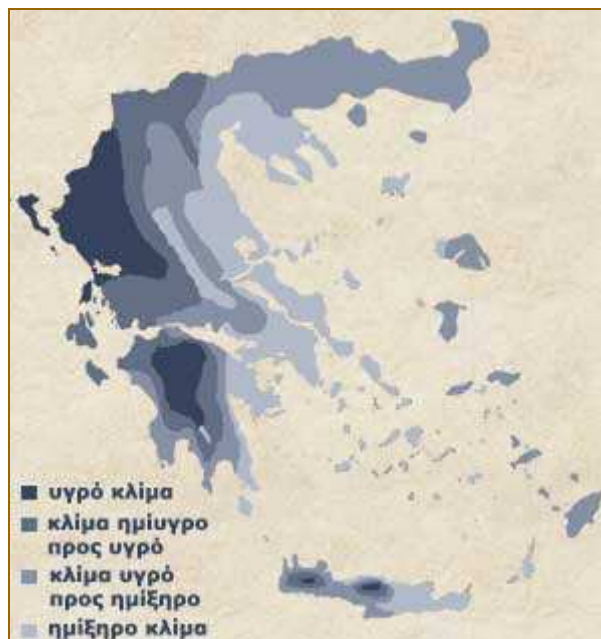 υγρό κλίμα
κλίμα ημίυγρο
προς υγρό
κλίμα υγρό
προς ημίξηρο
ημίξηρο κλίμα